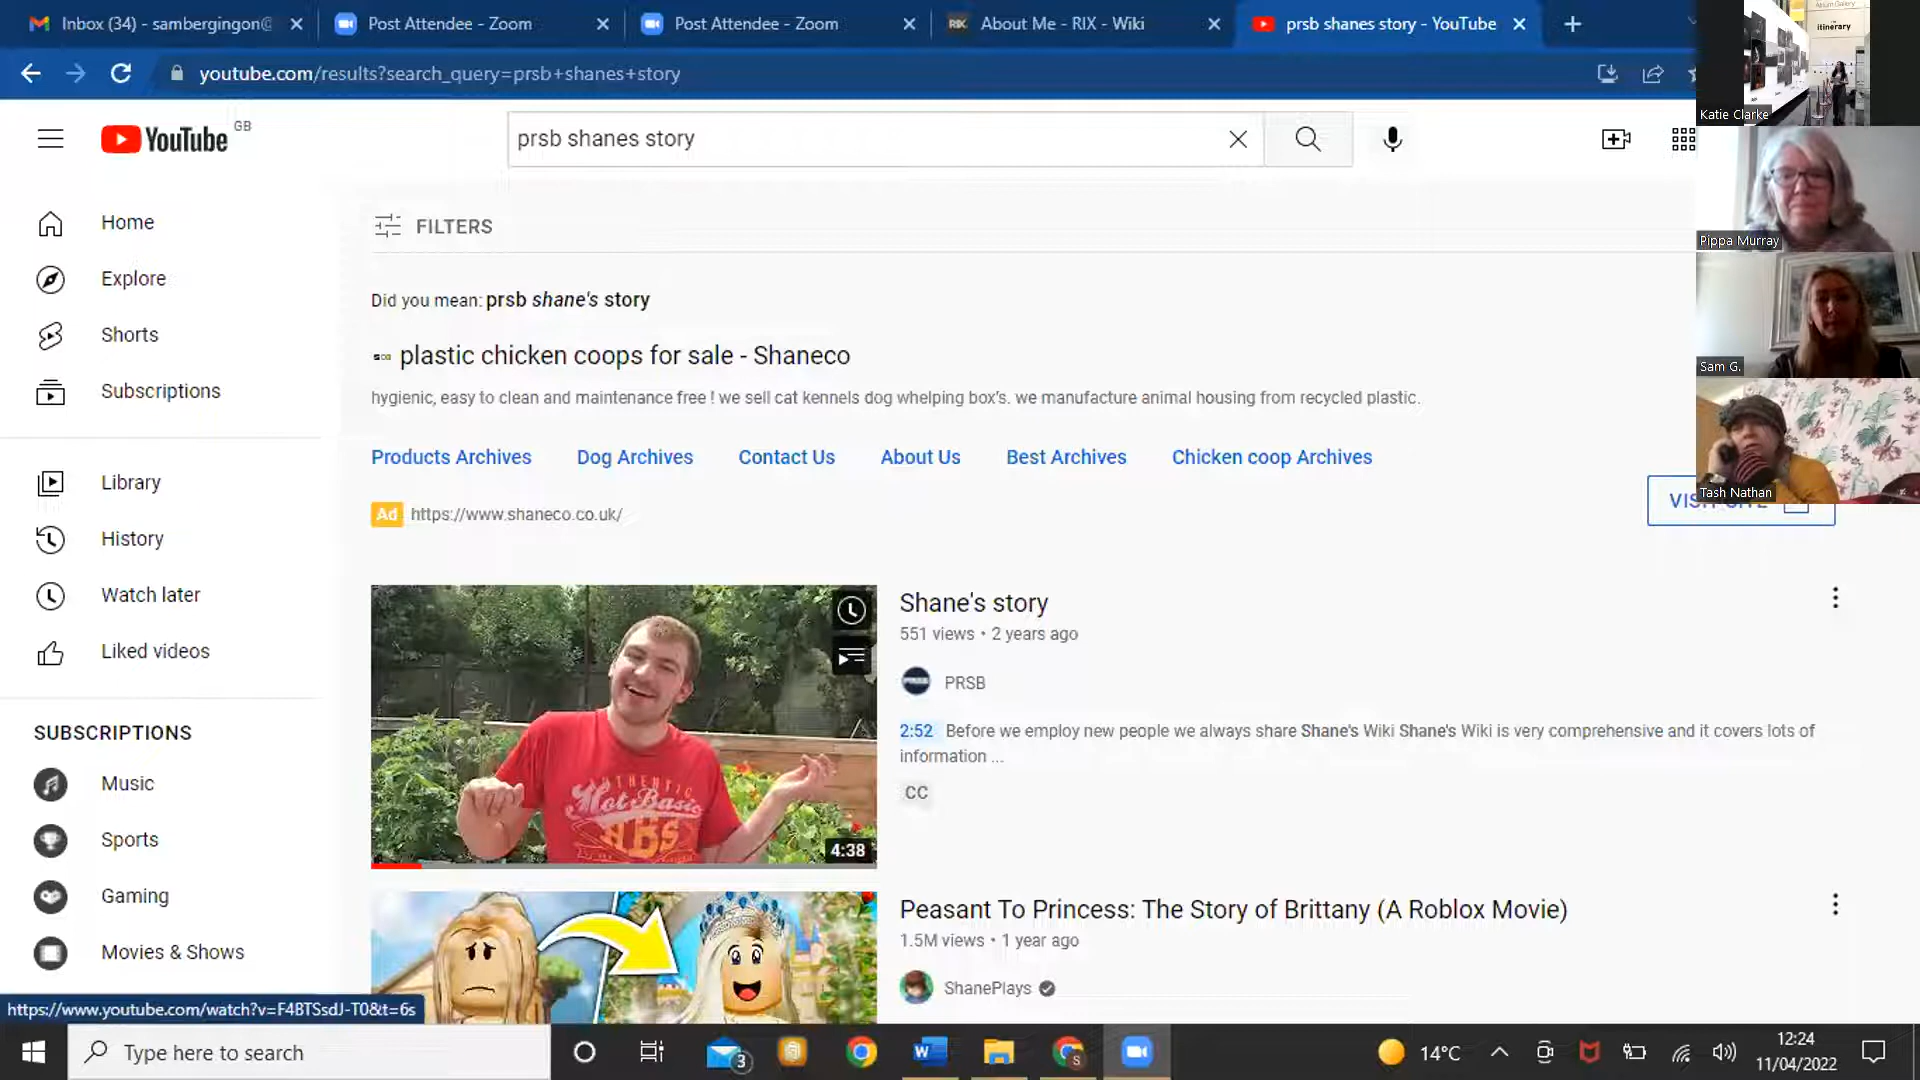 Inbox (34) - sambergingon@
Post Attendee - Zoom
Post Attendee - Zoom
RIX
About Me - RIX - Wiki
prsb shanes story - YouTube
youtube.com/results?search_query=prsb+shanes+story
YouTube GB
prsb shanes story
Home
Explore
Shorts
Subscriptions
Library
History
Watch later
Liked videos
SUBSCRIPTIONS
Music
Sports
Gaming
Movies & Shows
FILTERS
Did you mean: prsb shane's story
plastic chicken coops for sale - Shaneco
hygienic, easy to clean and maintenance free ! we sell cat kennels dog whelping box's. we manufacture animal housing from recycled plastic.
Products Archives Dog Archives Contact Us About Us Best Archives Chicken coop Archives
Ad https://www.shaneco.co.uk/
VISIT SITE
AUTHENTIC
Hot Basic
HBS
4:38
Shane's story
551 views • 2 years ago
PRSB
2:52 Before we employ new people we always share Shane's Wiki Shane's Wiki is very comprehensive and it covers lots of
information ...
CC
Peasant To Princess: The Story of Brittany (A Roblox Movie)
1.5M views • 1 year ago
ShanePlays
itinerary
Katie Clarke
Pippa Murray
Sam G.
Tash Nathan
https://www.youtube.com/watch?v=F4BTSsdJ-T0&t=6s
Type here to search
3
W
S
14°C
12:24
11/04/2022